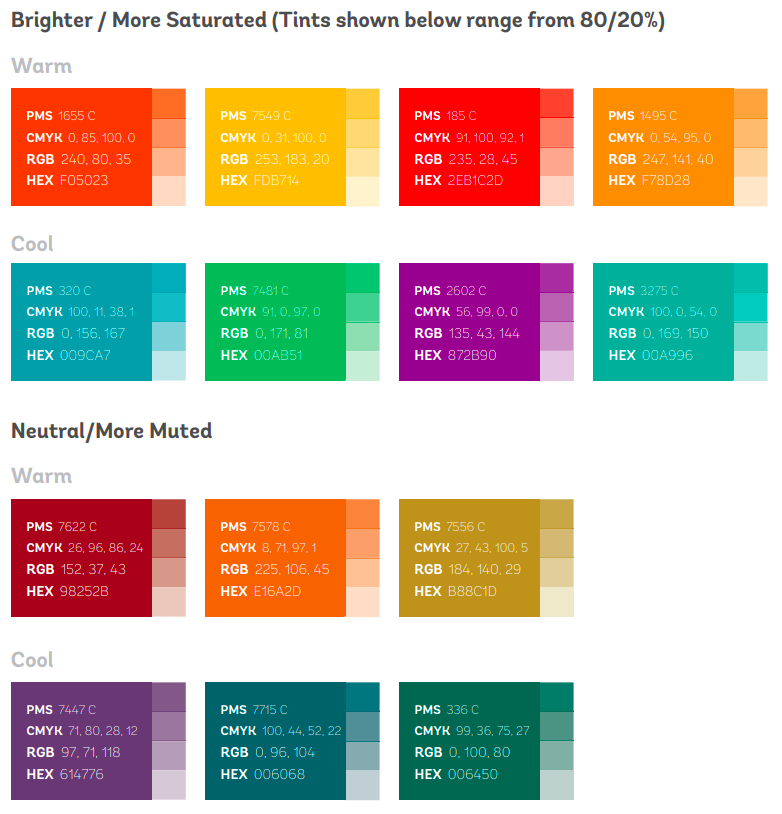 Brighter / More Saturated (Tints shown below range from 80/20%)
Warm
PMS 1655 C
CMYK 0, 85, 100, 0
RGB 240, 80, 35
HEX F05023
PMS 7549 C
CMYK 0, 31, 100, 0
RGB 253, 183, 20
HEX FDB714
PMS 185 C
CMYK 91, 100, 92, 1
RGB 235, 28, 45
HEX 2EB1C2D
PMS 1495 C
CMYK 0, 54, 95, 0
RGB 247, 141, 40
HEX F78D28
Cool
PMS 320 C
CMYK 100, 11, 38, 1
RGB 0, 156, 167
HEX 009CA7
PMS 7481 C
CMYK 91, 0, 97, 0
RGB 0, 171, 81
HEX 00AB51
PMS 2602 C
CMYK 56, 99, 0, 0
RGB 135, 43, 144
HEX 872B90
PMS 3275 C
CMYK 100, 0, 54, 0
RGB 0, 169, 150
HEX 00A996
Neutral/More Muted
Warm
PMS 7622 C
CMYK 26, 96, 86, 24
RGB 152, 37, 43
HEX 98252B
PMS 7578 C
CMYK 8, 71, 97, 1
RGB 225, 106, 45
HEX E16A2D
PMS 7556 C
CMYK 27, 43, 100, 5
RGB 184, 140, 29
HEX B88C1D
Cool
PMS 7447 C
CMYK 71, 80, 28, 12
RGB 97, 71, 118
HEX 614776
PMS 7715 C
CMYK 100, 44, 52, 22
RGB 0, 96, 104
HEX 006068
PMS 336 C
CMYK 99, 36, 75, 27
RGB 0, 100, 80
HEX 006450